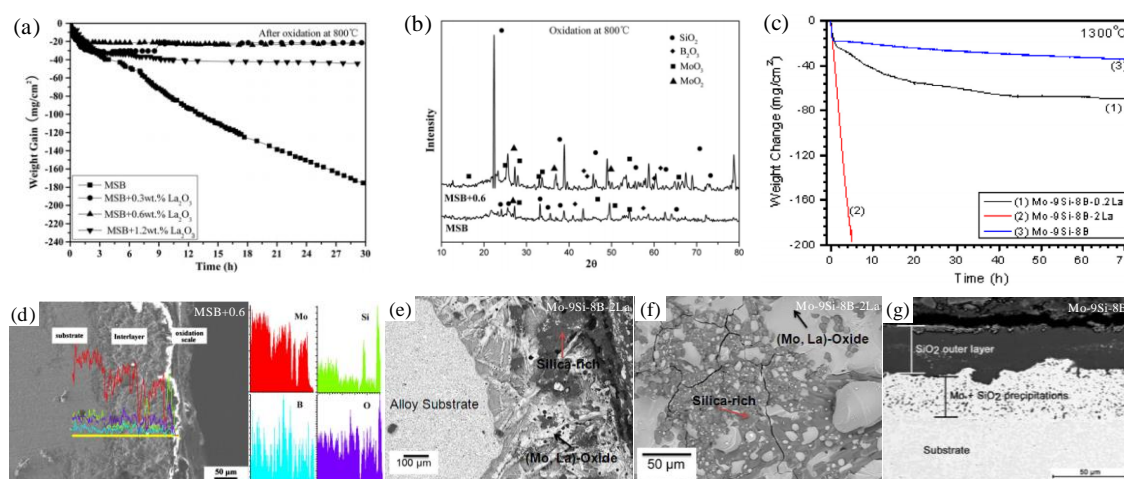 (a)
After oxidation at 800℃
Weight Gain (mg/cm²)
0
-20
-40
-60
-80
-100
-120
-140
-160
-180
-200
-220
-240
MSB
MSB+0.3wt.% La₂O₃
MSB+0.6wt.% La₂O₃
MSB+1.2wt.% La₂O₃
0 3 6 9 12 15 18 21 24 27 30
Time (h)
(b)
Oxidation at 800℃
SiO₂
B₂O₃
MoO₃
MoO₂
Intensity
MSB+0.6
MSB
10 20 30 40 50 60 70 80
2θ
(c)
1300°C
Weight Change (mg/cm²)
0
-40
-80
-120
-160
-200
(3)
(1)
(2)
(1) Mo-9Si-8B-0.2La
(2) Mo-9Si-8B-2La
(3) Mo-9Si-8B
0 10 20 30 40 50 60 70
Time (h)
(d)
MSB+0.6
substrate
Interlayer
oxidation
scale
50 μm
Mo
Si
B
O
(e)
Mo-9Si-8B-2La
Silica-rich
Alloy Substrate
(Mo, La)-Oxide
100 μm
(f)
Mo-9Si-8B-2La
(Mo, La)-Oxide
Silica-rich
50 μm
(g)
Mo-9Si-8B
SiO₂ outer layer
Mo + SiO₂ precipitations
Substrate
50 μm